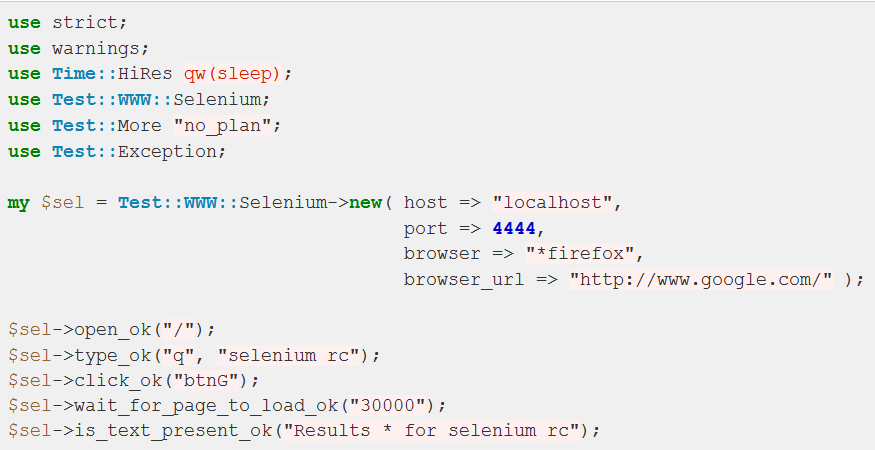 use strict;
use warnings;
use Time::HiRes qw(sleep);
use Test::WWW::Selenium;
use Test::More "no_plan";
use Test::Exception;
my $sel = Test::WWW::Selenium->new( host => "localhost",
port => 4444,
browser => "*firefox",
browser_url => "http://www.google.com/" );
$sel->open_ok("/");
$sel->type_ok("q", "selenium rc");
$sel->click_ok("btnG");
$sel->wait_for_page_to_load_ok("30000");
$sel->is_text_present_ok("Results * for selenium rc");